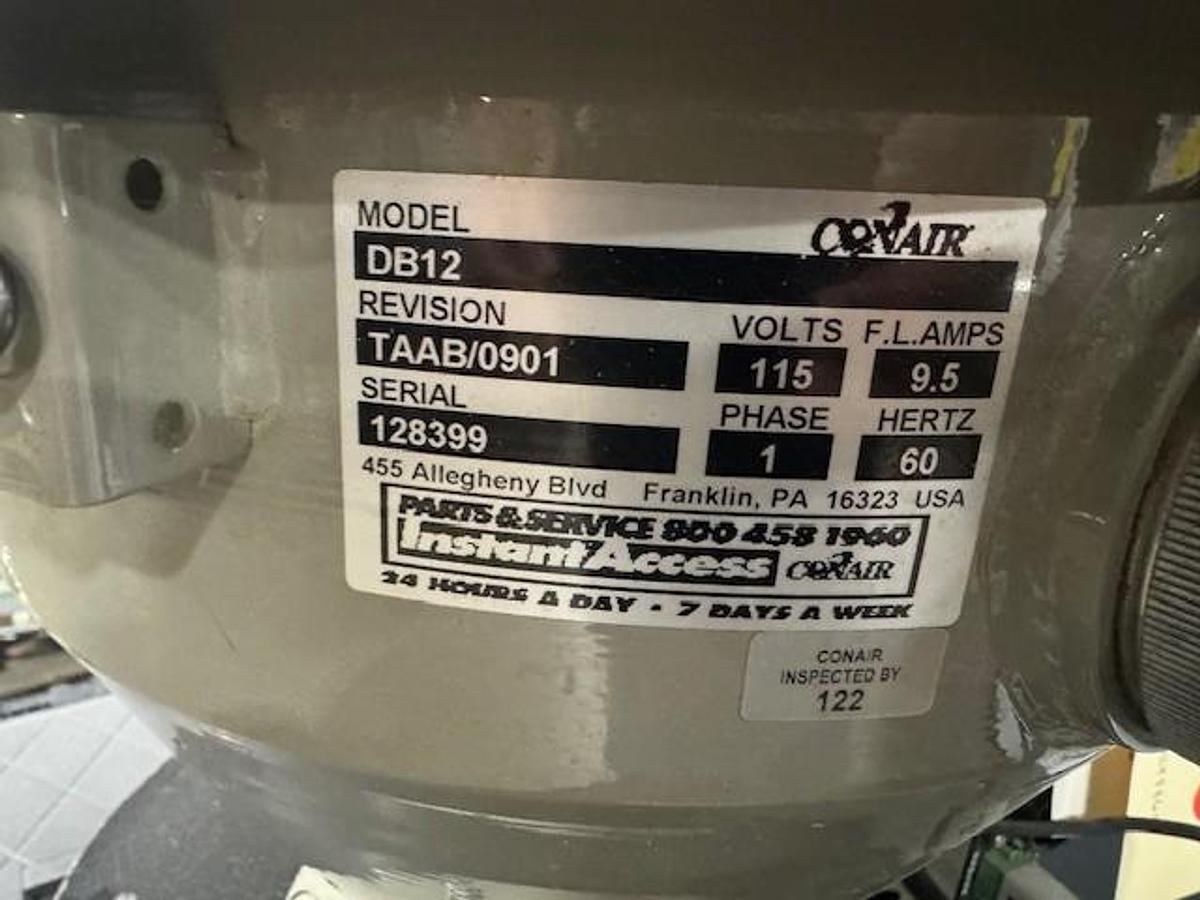 MODEL CONAIR
DB12
REVISION VOLTS F.L.AMPS
TAAB/0901 115 9.5
SERIAL PHASE HERTZ
128399 1 60
455 Allegheny Blvd Franklin, PA 16323 USA
PARTS & SERVICE 800 458 1960
Instant Access CONAIR
24 HOURS A DAY • 7 DAYS A WEEK
CONAIR
INSPECTED BY
122